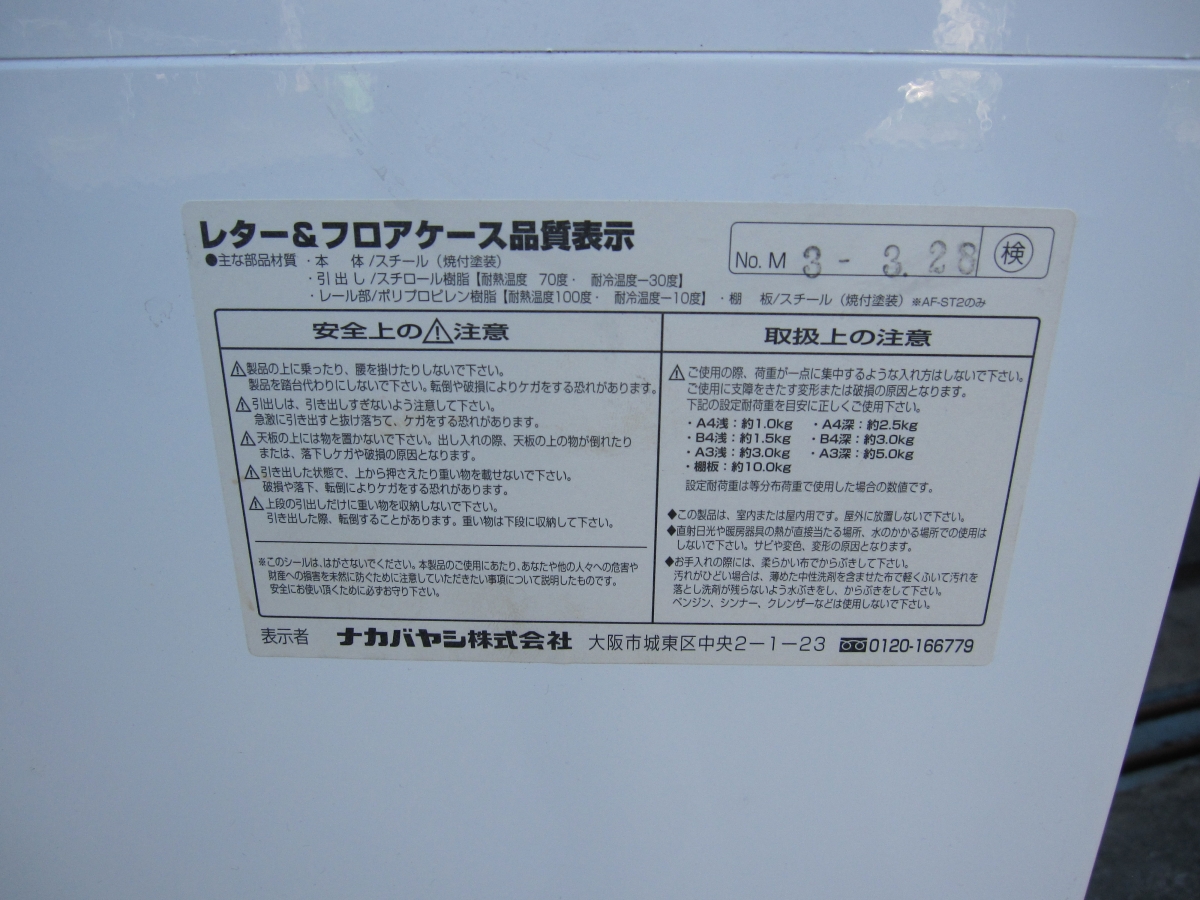 レター&フロアケース品質表示
No. M 3 - 3.28 検
●主な部品材質・本 体/スチール(焼付塗装)
・引出し/スチロール樹脂【耐熱温度 70度・ 耐冷温度−30度】
・レール部/ポリプロピレン樹脂【耐熱温度100度・ 耐冷温度−10度】・棚 板/スチール(焼付塗装)※AF-ST2のみ
安全上の⚠注意
⚠製品の上に乗ったり、腰を掛けたりしないで下さい。
製品を踏台代わりにしないで下さい。転倒や破損によりケガをする恐れがあります。
⚠引出しは、引き出しすぎないよう注意して下さい。
急激に引き出すと抜け落ちて、ケガをする恐れがあります。
⚠天板の上には物を置かないで下さい。出し入れの際、天板の上の物が倒れたり
または、落下しケガや破損の原因となります。
⚠引き出した状態で、上から押さえたり重い物を載せないで下さい。
破損や落下、転倒によりケガをする恐れがあります。
⚠上段の引出しだけに重い物を収納しないで下さい。
引き出した際、転倒することがあります。重い物は下段に収納して下さい。
※このシールは、はがさないでください。本製品のご使用にあたり、あなたや他の人々への危害や
財産への損害を未然に防ぐために注意していただきたい事項について説明したものです。
安全にお使い頂くために必ずお守り下さい。
取扱上の注意
⚠ご使用の際、荷重が一点に集中するような入れ方はしないで下さい。
ご使用に支障をきたす変形または破損の原因となります。
下記の設定耐荷重を目安に正しくご使用下さい。
・A4浅:約1.0kg ・A4深:約2.5kg
・B4浅:約1.5kg ・B4深:約3.0kg
・A3浅:約3.0kg ・A3深:約5.0kg
・棚板:約10.0kg
設定耐荷重は等分布荷重で使用した場合の数値です。
◆この製品は、室内または屋内用です。屋外に放置しないで下さい。
◆直射日光や暖房器具の熱が直接当たる場所、水のかかる場所での使用は
しないで下さい。サビや変色、変形の原因となります。
◆お手入れの際には、柔らかい布でからぶきして下さい。
汚れがひどい場合は、薄めた中性洗剤を含ませた布で軽くふいて汚れを
落とし洗剤が残らないよう水ぶきをし、からぶきをして下さい。
ベンジン、シンナー、クレンザーなどは使用しないで下さい。
表示者 ナカバヤシ株式会社 大阪市城東区中央2−1−23 0120-166779